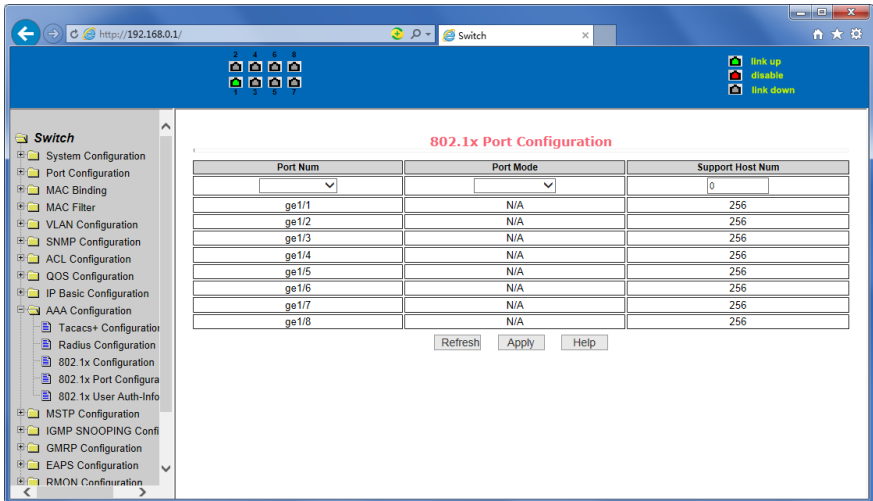 http://192.168.0.1/
Switch
2 4 6 8
1 3 5 7
link up
disable
link down
Switch
System Configuration
Port Configuration
MAC Binding
MAC Filter
VLAN Configuration
SNMP Configuration
ACL Configuration
QOS Configuration
IP Basic Configuration
AAA Configuration
Tacacs+ Configuration
Radius Configuration
802.1x Configuration
802.1x Port Configura
802.1x User Auth-Info
MSTP Configuration
IGMP SNOOPING Confi
GMRP Configuration
EAPS Configuration
RMON Configuration
802.1x Port Configuration
Port Num Port Mode Support Host Num
0
ge1/1 N/A 256
ge1/2 N/A 256
ge1/3 N/A 256
ge1/4 N/A 256
ge1/5 N/A 256
ge1/6 N/A 256
ge1/7 N/A 256
ge1/8 N/A 256
Refresh Apply Help